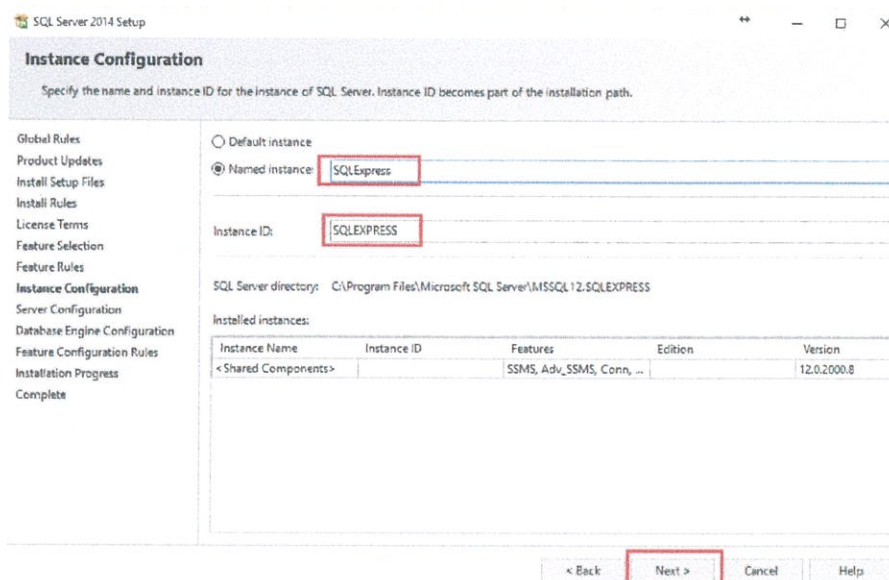 SQL Server 2014 Setup
Instance Configuration
Specify the name and instance ID for the instance of SQL Server. Instance ID becomes part of the installation path.
Global Rules
Product Updates
Install Setup Files
Install Rules
License Terms
Feature Selection
Feature Rules
Instance Configuration
Server Configuration
Database Engine Configuration
Feature Configuration Rules
Installation Progress
Complete
Default instance
Named instance: SQLExpress
Instance ID: SQLEXPRESS
SQL Server directory: C:\Program Files\Microsoft SQL Server\MSSQL12.SQLEXPRESS
Installed instances:
Instance Name Instance ID Features Edition Version
<Shared Components> SSMS, Adv_SSMS, Conn, ... 12.0.2000.8
< Back Next > Cancel Help